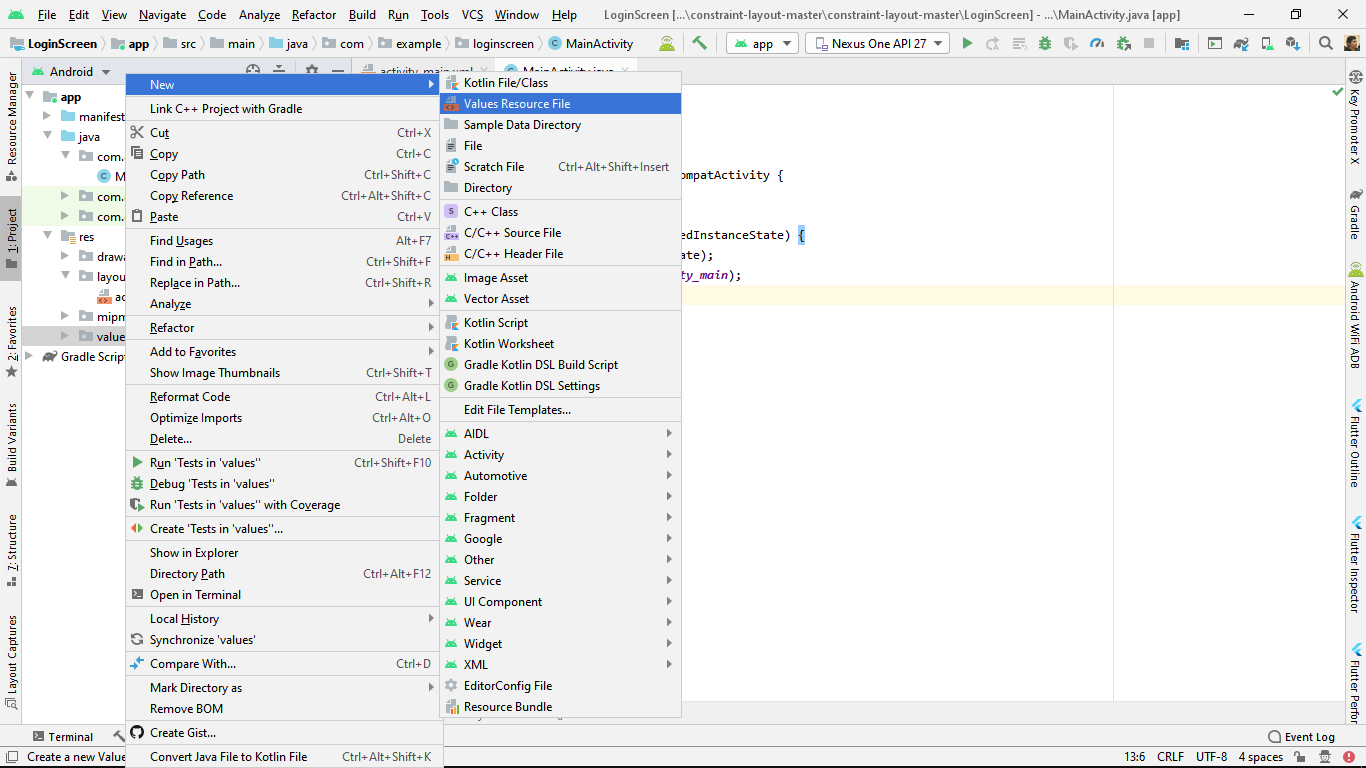 File Edit View Navigate Code Analyze Refactor Build Run Tools VCS Window Help LoginScreen [...\constraint-layout-master\constraint-layout-master\LoginScreen] - ...\MainActivity.java [app]
LoginScreen app src main java com example loginscreen MainActivity app Nexus One API 27
Android
activity_main.xml MainActivity.java
app
manifest
java
com.
M
com.
com.
res
drawa
layou
ac
mipm
value
Gradle Script
New
Link C++ Project with Gradle
Cut Ctrl+X
Copy Ctrl+C
Copy Path Ctrl+Shift+C
Copy Reference Ctrl+Alt+Shift+C
Paste Ctrl+V
Find Usages Alt+F7
Find in Path... Ctrl+Shift+F
Replace in Path... Ctrl+Shift+R
Analyze
Refactor
Add to Favorites
Show Image Thumbnails Ctrl+Shift+T
Reformat Code Ctrl+Alt+L
Optimize Imports Ctrl+Alt+O
Delete... Delete
Run 'Tests in 'values'' Ctrl+Shift+F10
Debug 'Tests in 'values''
Run 'Tests in 'values'' with Coverage
Create 'Tests in 'values''...
Show in Explorer
Directory Path Ctrl+Alt+F12
Open in Terminal
Local History
Synchronize 'values'
Compare With... Ctrl+D
Mark Directory as
Remove BOM
Create Gist...
Convert Java File to Kotlin File Ctrl+Alt+Shift+K
Kotlin File/Class
Values Resource File
Sample Data Directory
File
Scratch File Ctrl+Alt+Shift+Insert
Directory
C++ Class
C/C++ Source File
C/C++ Header File
Image Asset
Vector Asset
Kotlin Script
Kotlin Worksheet
Gradle Kotlin DSL Build Script
Gradle Kotlin DSL Settings
Edit File Templates...
AIDL
Activity
Automotive
Folder
Fragment
Google
Other
Service
UI Component
Wear
Widget
XML
EditorConfig File
Resource Bundle
ompatActivity {
edInstanceState) {
ate);
ty_main);
Resource Manager
1: Project
2: Favorites
Build Variants
7: Structure
Layout Captures
Key Promoter X
Gradle
Android WiFi ADB
Flutter Outline
Flutter Inspector
Flutter Perfor
Terminal Event Log
Create a new Value 13:6 CRLF UTF-8 4 spaces